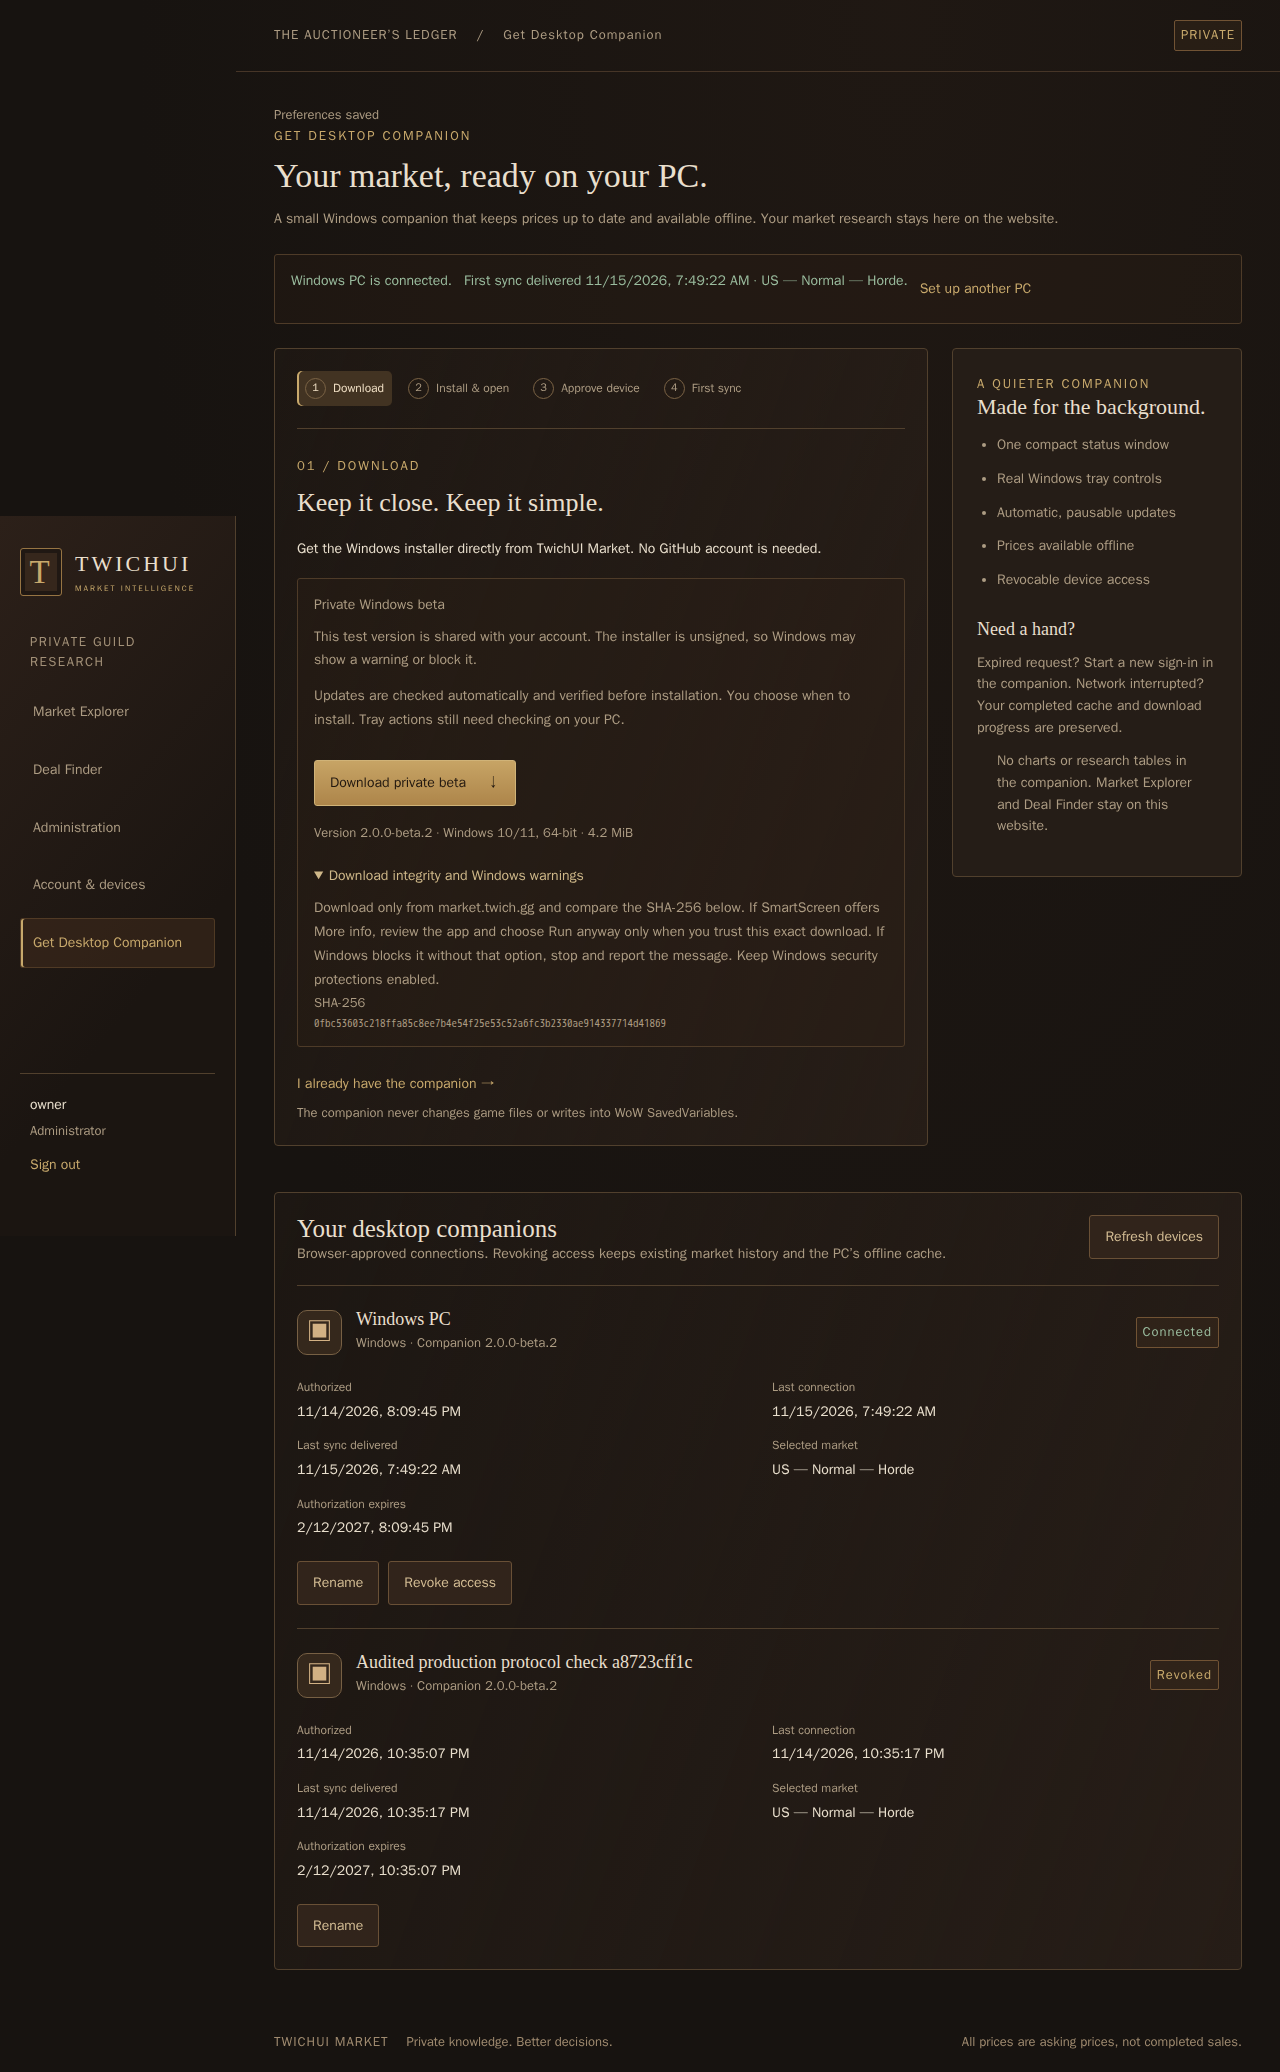 THE AUCTIONEER'S LEDGER / Get Desktop Companion
PRIVATE
Preferences saved
GET DESKTOP COMPANION
Your market, ready on your PC.
A small Windows companion that keeps prices up to date and available offline. Your market research stays here on the website.
Windows PC is connected. First sync delivered 11/15/2026, 7:49:22 AM · US — Normal — Horde. Set up another PC
1 Download 2 Install & open 3 Approve device 4 First sync
01 / DOWNLOAD
Keep it close. Keep it simple.
Get the Windows installer directly from TwichUI Market. No GitHub account is needed.
Private Windows beta
This test version is shared with your account. The installer is unsigned, so Windows may
show a warning or block it.
Updates are checked automatically and verified before installation. You choose when to
install. Tray actions still need checking on your PC.
Download private beta ↓
Version 2.0.0-beta.2 · Windows 10/11, 64-bit · 4.2 MiB
▼ Download integrity and Windows warnings
Download only from market.twich.gg and compare the SHA-256 below. If SmartScreen offers
More info, review the app and choose Run anyway only when you trust this exact download. If
Windows blocks it without that option, stop and report the message. Keep Windows security
protections enabled.
SHA-256
0fbc53603c218ffa85c8ee7b4e54f25e53c52a6fc3b2330ae914337714d41869
I already have the companion →
The companion never changes game files or writes into WoW SavedVariables.
A QUIETER COMPANION
Made for the background.
• One compact status window
• Real Windows tray controls
• Automatic, pausable updates
• Prices available offline
• Revocable device access
Need a hand?
Expired request? Start a new sign-in in
the companion. Network interrupted?
Your completed cache and download
progress are preserved.
No charts or research tables in
the companion. Market Explorer
and Deal Finder stay on this
website.
T TWICHUI
MARKET INTELLIGENCE
PRIVATE GUILD
RESEARCH
Market Explorer
Deal Finder
Administration
Account & devices
Get Desktop Companion
owner
Administrator
Sign out
Your desktop companions
Browser-approved connections. Revoking access keeps existing market history and the PC's offline cache.
Refresh devices
Windows PC
Windows · Companion 2.0.0-beta.2
Connected
Authorized
11/14/2026, 8:09:45 PM
Last connection
11/15/2026, 7:49:22 AM
Last sync delivered
11/15/2026, 7:49:22 AM
Selected market
US — Normal — Horde
Authorization expires
2/12/2027, 8:09:45 PM
Rename
Revoke access
Audited production protocol check a8723cff1c
Windows · Companion 2.0.0-beta.2
Revoked
Authorized
11/14/2026, 10:35:07 PM
Last connection
11/14/2026, 10:35:17 PM
Last sync delivered
11/14/2026, 10:35:17 PM
Selected market
US — Normal — Horde
Authorization expires
2/12/2027, 10:35:07 PM
Rename
TWICHUI MARKET Private knowledge. Better decisions.
All prices are asking prices, not completed sales.